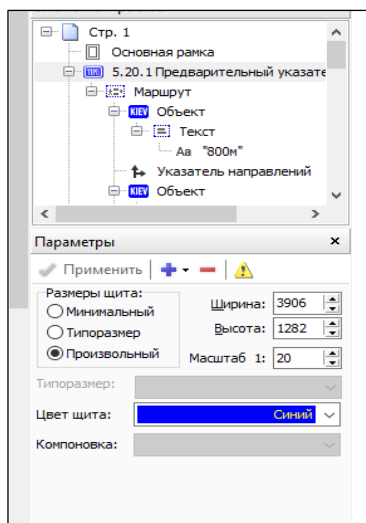 Стр. 1
Основная рамка
5.20.1 Предварительный указате
Маршрут
KIEV Объект
Текст
Aa "800м"
Указатель направлений
KIEV Объект
Параметры
Применить
Размеры щита:
Минимальный
Типоразмер
Произвольный
Ширина: 3906
Высота: 1282
Масштаб 1: 20
Типоразмер:
Цвет щита: Синий
Компоновка: